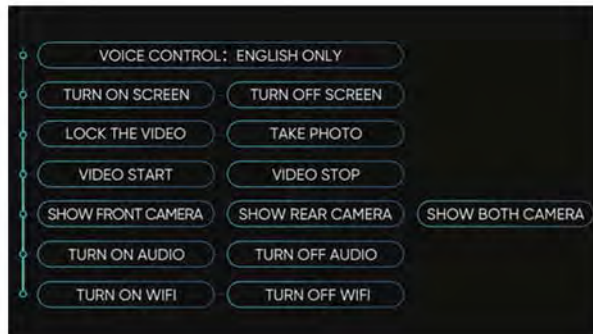 VOICE CONTROL: ENGLISH ONLY
TURN ON SCREEN TURN OFF SCREEN
LOCK THE VIDEO TAKE PHOTO
VIDEO START VIDEO STOP
SHOW FRONT CAMERA SHOW REAR CAMERA SHOW BOTH CAMERA
TURN ON AUDIO TURN OFF AUDIO
TURN ON WIFI TURN OFF WIFI